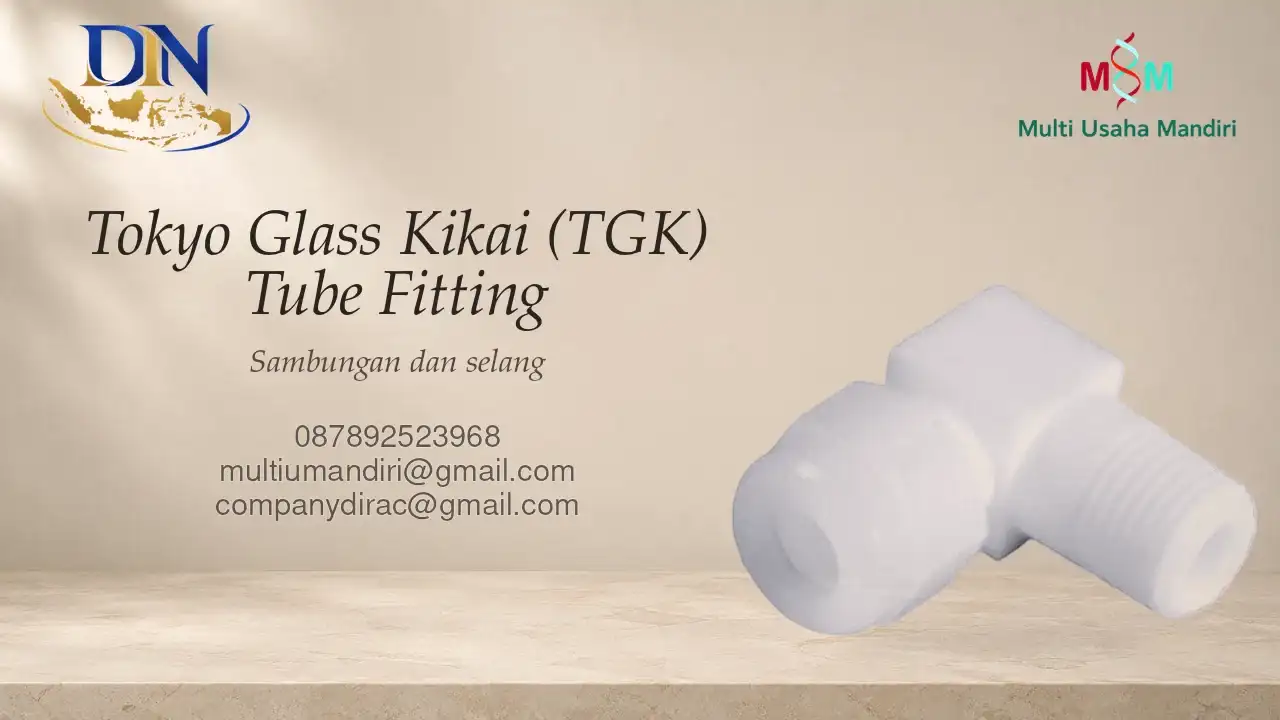 DIN
MSM
Multi Usaha Mandiri
Tokyo Glass Kikai (TGK)
Tube Fitting
Sambungan dan selang
087892523968
multiumandiri@gmail.com
companydirac@gmail.com